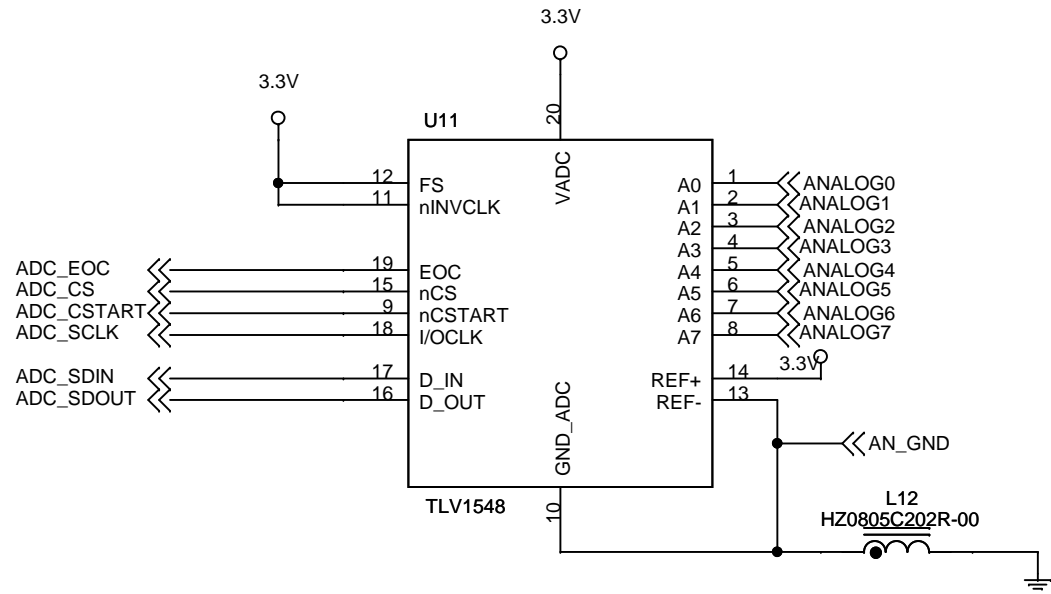 3.3V
3.3V
U11
20
VADC
12 FS
11 nINVCLK
A0 1 ANALOG0
A1 2 ANALOG1
A2 3 ANALOG2
A3 4 ANALOG3
A4 5 ANALOG4
A5 6 ANALOG5
A6 7 ANALOG6
A7 8 ANALOG7
ADC_EOC 19 EOC
ADC_CS 15 nCS
ADC_CSTART 9 nCSTART
ADC_SCLK 18 I/OCLK
ADC_SDIN 17 D_IN
ADC_SDOUT 16 D_OUT
3.3V
REF+ 14
REF- 13
GND_ADC
AN_GND
TLV1548
10
L12
HZ0805C202R-00